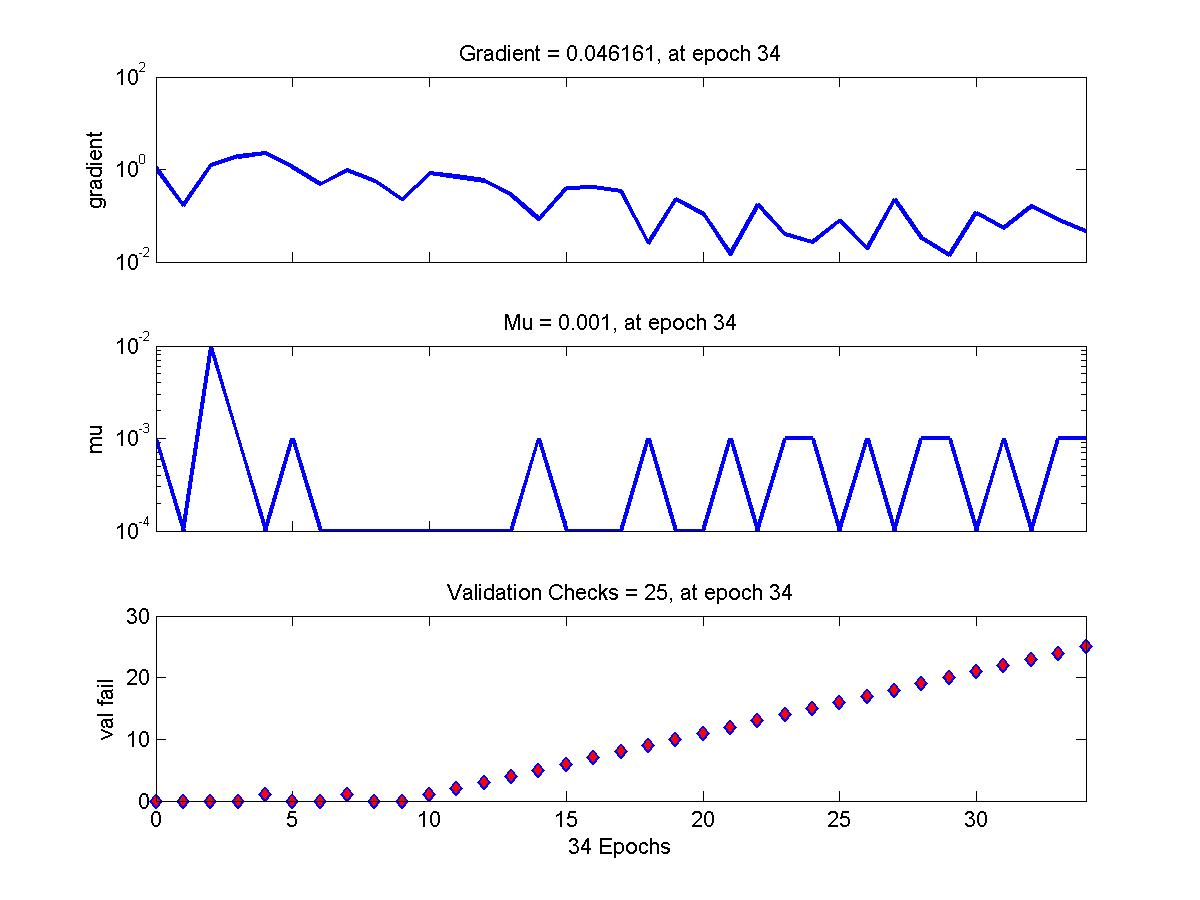 Gradient = 0.046161, at epoch 34
10^2
10^0
10^-2
gradient
Mu = 0.001, at epoch 34
10^-2
10^-3
10^-4
mu
Validation Checks = 25, at epoch 34
30
20
10
0
val fail
0 5 10 15 20 25 30
34 Epochs